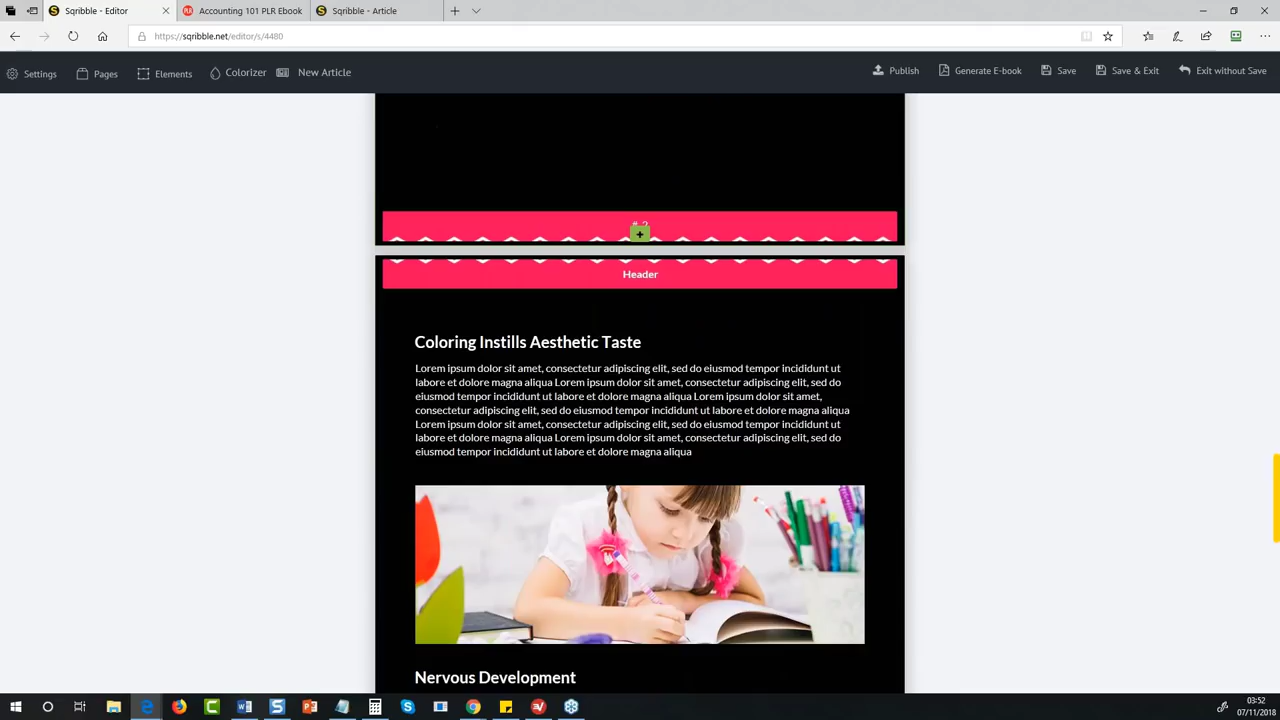 Sqribble - Editor
Accounting 101 PLR Ebook
Sqribble - Article
https://sqribble.net/editor/s/4480
Settings
Pages
Elements
Colorizer
New Article
Publish
Generate E-book
Save
Save & Exit
Exit without Save
Header
Coloring Instills Aesthetic Taste
Lorem ipsum dolor sit amet, consectetur adipiscing elit, sed do eiusmod tempor incididunt ut
labore et dolore magna aliqua Lorem ipsum dolor sit amet, consectetur adipiscing elit, sed do
eiusmod tempor incididunt ut labore et dolore magna aliqua Lorem ipsum dolor sit amet,
consectetur adipiscing elit, sed do eiusmod tempor incididunt ut labore et dolore magna aliqua
Lorem ipsum dolor sit amet, consectetur adipiscing elit, sed do eiusmod tempor incididunt ut
labore et dolore magna aliqua Lorem ipsum dolor sit amet, consectetur adipiscing elit, sed do
eiusmod tempor incididunt ut labore et dolore magna aliqua
Nervous Development
03:52
07/11/2018